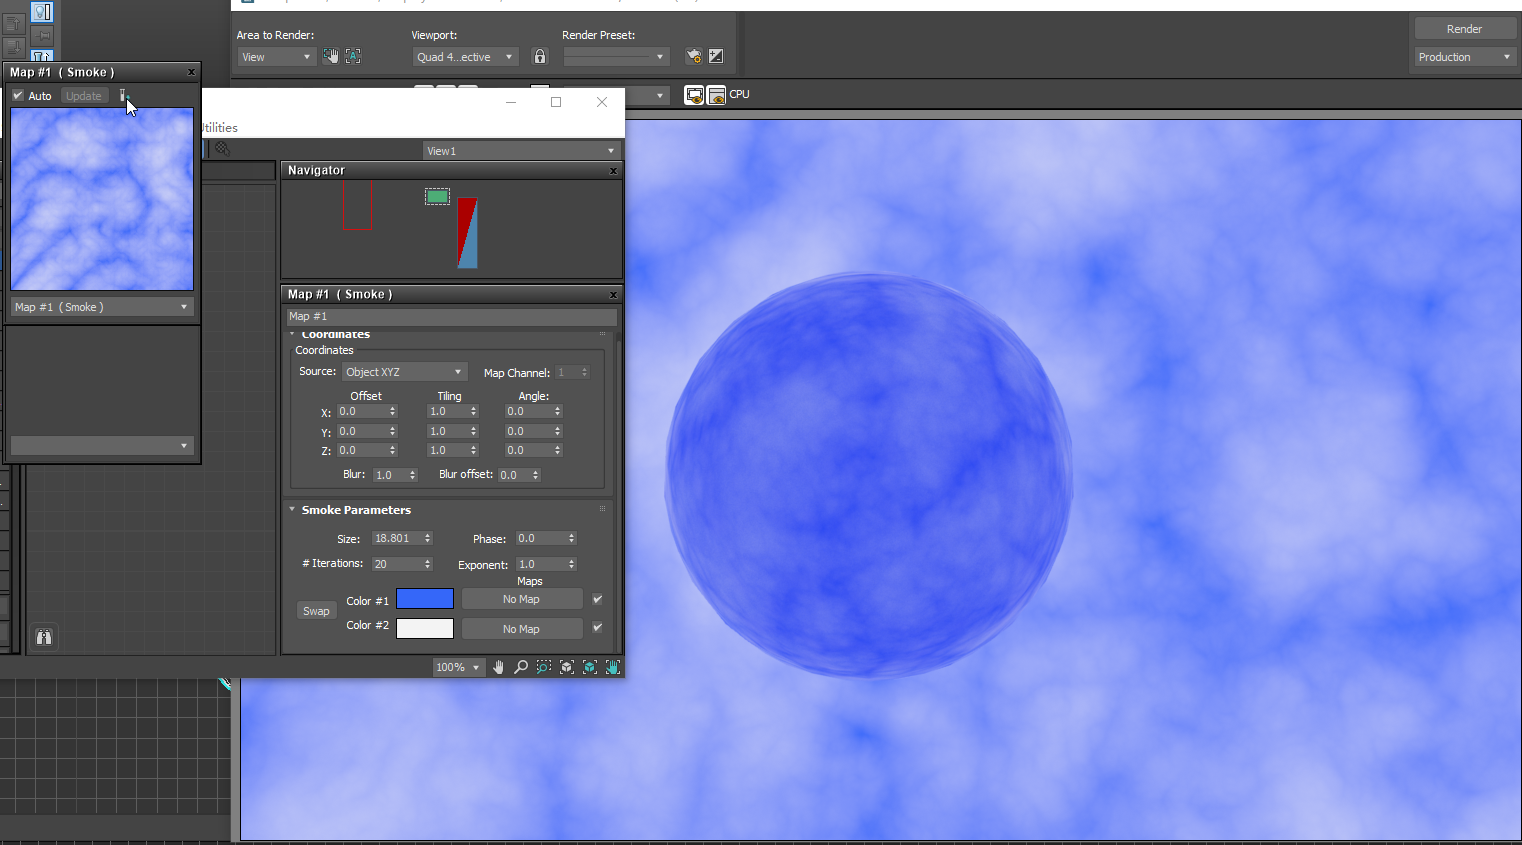 Area to Render:
Viewport:
Render Preset:
Render
View
Quad 4...ective
Production
Map #1 ( Smoke )
x
Auto
Update
CPU
Utilities
View1
Navigator
x
Map #1 ( Smoke )
Map #1 ( Smoke )
x
Map #1
Coordinates
Coordinates
Source:
Object XYZ
Map Channel:
1
Offset
Tiling
Angle:
X:
0.0
1.0
0.0
Y:
0.0
1.0
0.0
Z:
0.0
1.0
0.0
Blur:
1.0
Blur offset:
0.0
Smoke Parameters
Size:
18.801
Phase:
0.0
# Iterations:
20
Exponent:
1.0
Maps
Color #1
No Map
Swap
Color #2
No Map
100%